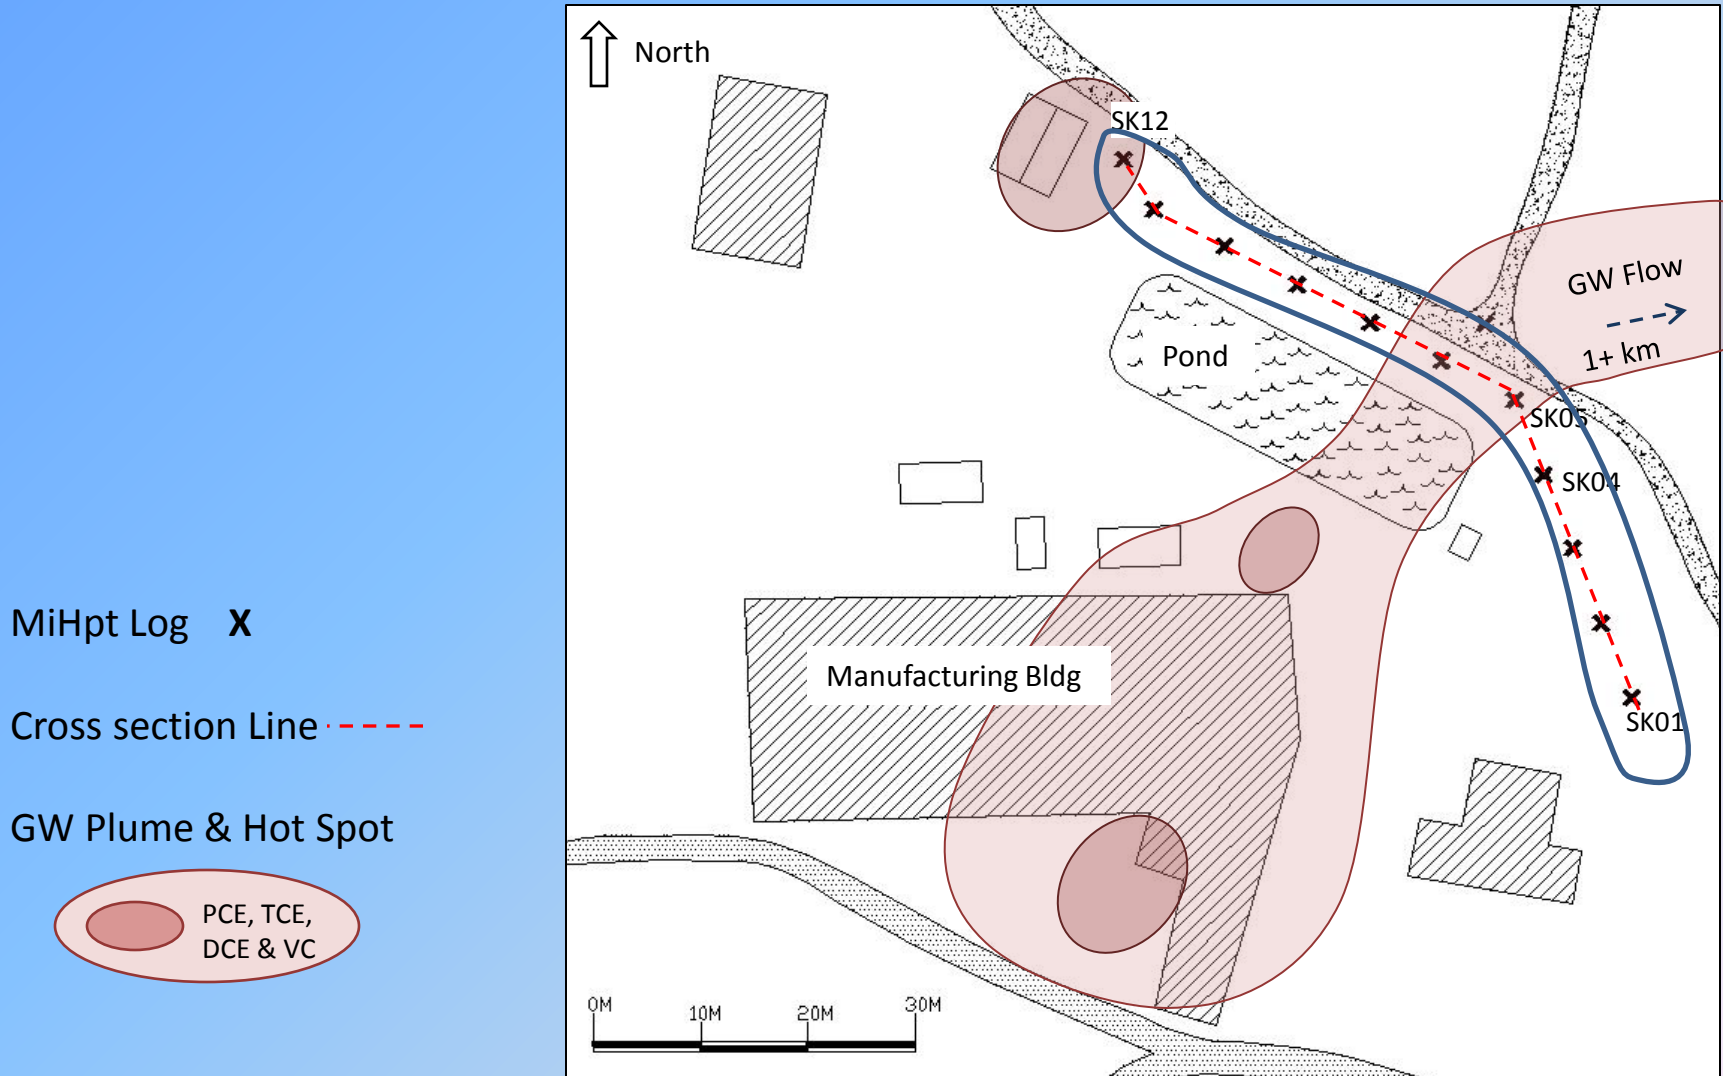 North
SK12
GW Flow
1+ km
Pond
SK05
SK04
MiHpt Log X
Manufacturing Bldg
SK01
Cross section Line
GW Plume & Hot Spot
PCE, TCE,
DCE & VC
0M 10M 20M 30M